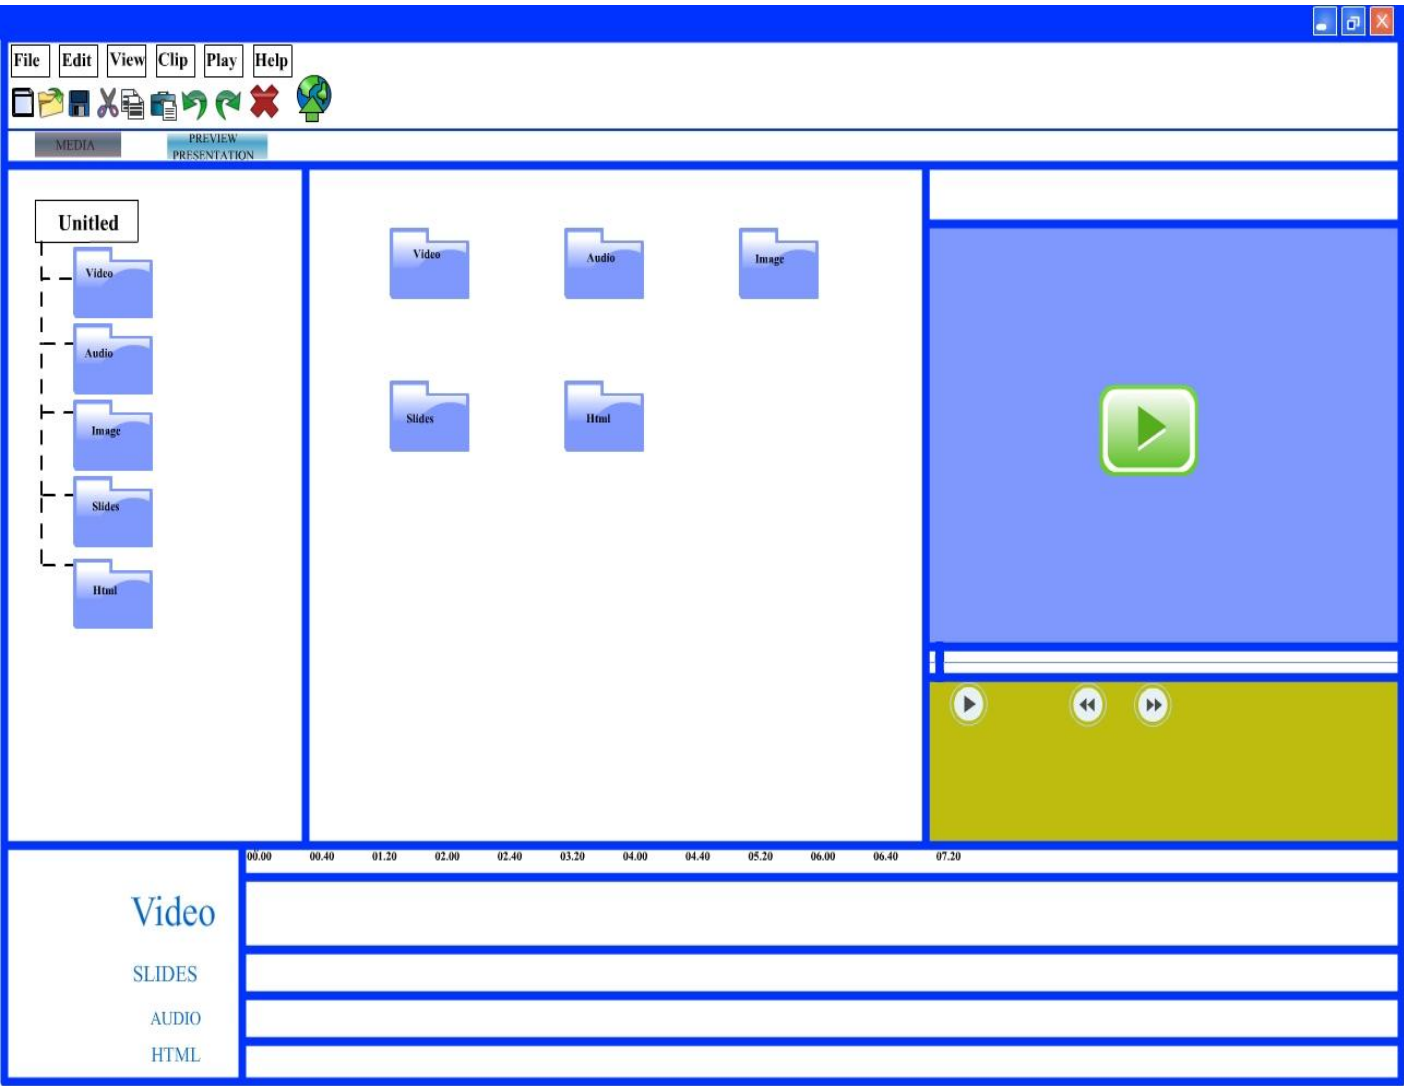 File Edit View Clip Play Help
MEDIA
PREVIEW
PRESENTATION
Unitled
Video
Audio
Image
Slides
Html
Video Audio Image
Slides Html
00.00 00.40 01.20 02.00 02.40 03.20 04.00 04.40 05.20 06.00 06.40 07.20
Video
SLIDES
AUDIO
HTML